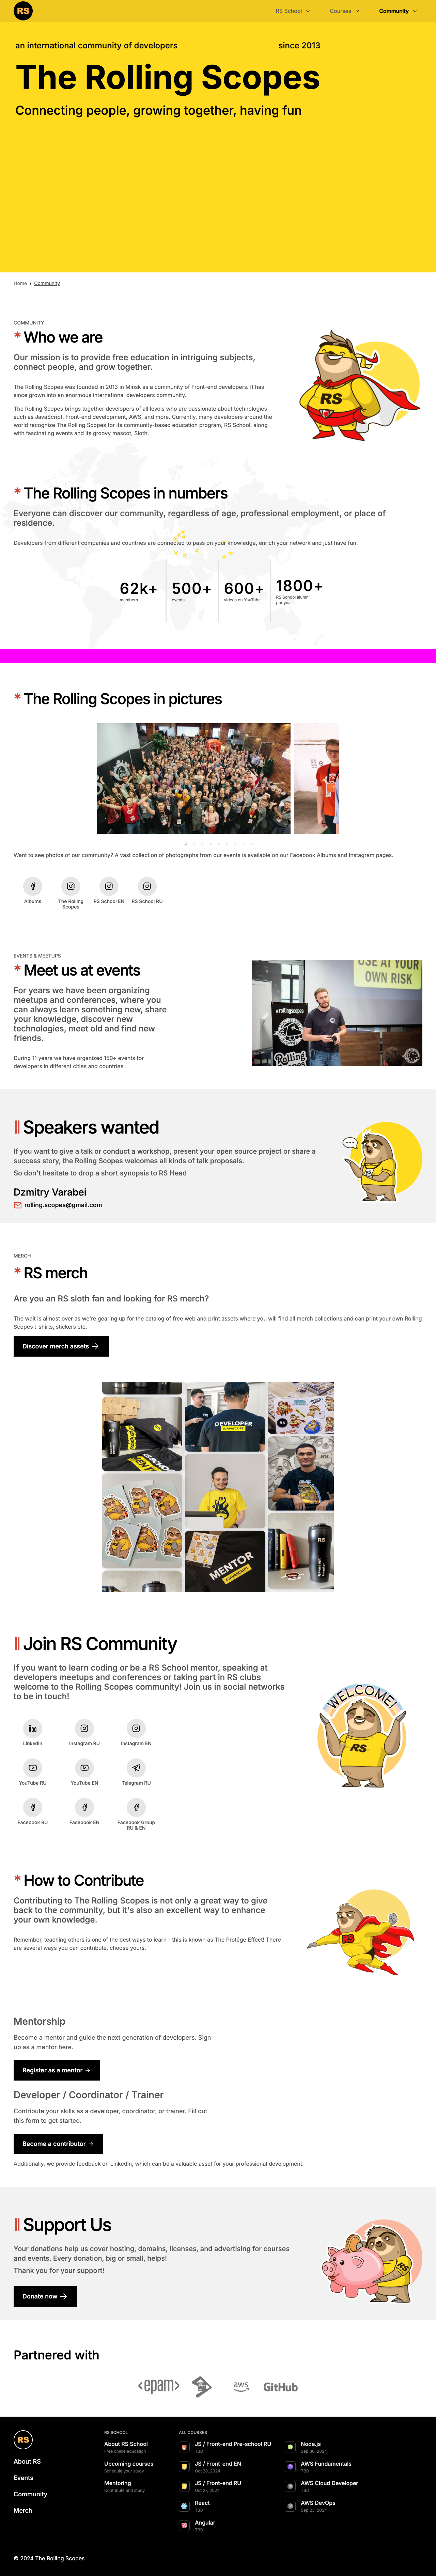 RS
RS School
Courses
Community
an international community of developers
since 2013
The Rolling Scopes
Connecting people, growing together, having fun
Home / Community
COMMUNITY
* Who we are
Our mission is to provide free education in intriguing subjects,
connect people, and grow together.
The Rolling Scopes was founded in 2013 in Minsk as a community of Front-end developers. It has
since grown into an enormous international developers community.
The Rolling Scopes brings together developers of all levels who are passionate about technologies
such as JavaScript, Front-end development, AWS, and more. Currently, many developers around the
world recognize The Rolling Scopes for its community-based education program, RS School, along
with fascinating events and its groovy mascot, Sloth.
RS
* The Rolling Scopes in numbers
Everyone can discover our community, regardless of age, professional employment, or place of
residence.
Developers from different companies and countries are connected to pass on your knowledge, enrich your network and just have fun.
62k+
members
500+
events
600+
videos on YouTube
1800+
RS School alumni
per year
* The Rolling Scopes in pictures
Want to see photos of our community? A vast collection of photographs from our events is available on our Facebook Albums and Instagram pages.
Albums
The Rolling
Scopes
RS School EN
RS School RU
EVENTS & MEETUPS
* Meet us at events
For years we have been organizing
meetups and conferences, where you
can always learn something new, share
your knowledge, discover new
technologies, meet old and find new
friends.
During 11 years we have organized 150+ events for
developers in different cities and countries.
USE AT YOUR
OWN RISK
#rollingscopes
Rolling
Scopes
Speakers wanted
If you want to give a talk or conduct a workshop, present your open source project or share a
success story, the Rolling Scopes welcomes all kinds of talk proposals.
So don't hesitate to drop a short synopsis to RS Head
Dzmitry Varabei
rolling.scopes@gmail.com
MERCH
* RS merch
Are you an RS sloth fan and looking for RS merch?
The wait is almost over as we're gearing up for the catalog of free web and print assets where you will find all merch collections and can print your own Rolling
Scopes t-shirts, stickers etc.
Discover merch assets
DEVELOPER
MENTOR
RS
Join RS Community
If you want to learn coding or be a RS School mentor, speaking at
developers meetups and conferences or taking part in RS clubs
welcome to the Rolling Scopes community! Join us in social networks
to be in touch!
LinkedIn
Instagram RU
Instagram EN
YouTube RU
YouTube EN
Telegram RU
Facebook RU
Facebook EN
Facebook Group
RU & EN
WELCOME!
RS
* How to Contribute
Contributing to The Rolling Scopes is not only a great way to give
back to the community, but it's also an excellent way to enhance
your own knowledge.
Remember, teaching others is one of the best ways to learn - this is known as The Protégé Effect! There
are several ways you can contribute, choose yours.
RS
Mentorship
Become a mentor and guide the next generation of developers. Sign
up as a mentor here.
Register as a mentor
Developer / Coordinator / Trainer
Contribute your skills as a developer, coordinator, or trainer. Fill out
this form to get started.
Become a contributor
Additionally, we provide feedback on LinkedIn, which can be a valuable asset for your professional development.
Support Us
Your donations help us cover hosting, domains, licenses, and advertising for courses
and events. Every donation, big or small, helps!
Thank you for your support!
Donate now
RS
Partnered with
<epam>
aws
GitHub
RS
About RS
Events
Community
Merch
RS SCHOOL
About RS School
Free online education
Upcoming courses
Schedule your study
Mentoring
Contribute and study
ALL COURSES
JS / Front-end Pre-school RU
TBD
JS / Front-end EN
Oct 28, 2024
JS / Front-end RU
Oct 27, 2024
React
TBD
Angular
TBD
Node.js
Sep 30, 2024
AWS Fundamentals
TBD
AWS Cloud Developer
TBD
AWS DevOps
Sep 23, 2024
© 2024 The Rolling Scopes